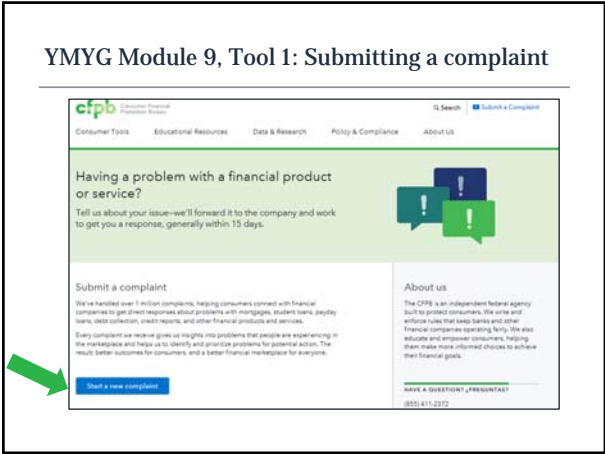 YMYG Module 9, Tool 1: Submitting a complaint
cfpb Consumer Financial
Protection Bureau
Search Submit a Complaint
Consumer Tools Educational Resources Data & Research Policy & Compliance About Us
Having a problem with a financial product
or service?
Tell us about your issue—we'll forward it to the company and work
to get you a response, generally within 15 days.
Submit a complaint
We've handled over 1 million complaints, helping consumers connect with financial
companies to get direct responses about problems with mortgages, student loans, payday
loans, debt collection, credit reports, and other financial products and services.
Every complaint we receive gives us insights into problems that people are experiencing in
the marketplace and helps us to identify and prioritize problems for potential action. The
result: better outcomes for consumers, and a better financial marketplace for everyone.
Start a new complaint
About us
The CFPB is an independent federal agency
built to protect consumers. We write and
enforce rules that keep banks and other
financial companies operating fairly. We also
educate and empower consumers, helping
them make more informed choices to achieve
their financial goals.
HAVE A QUESTION? ¿PREGUNTAS?
(855) 411-2372